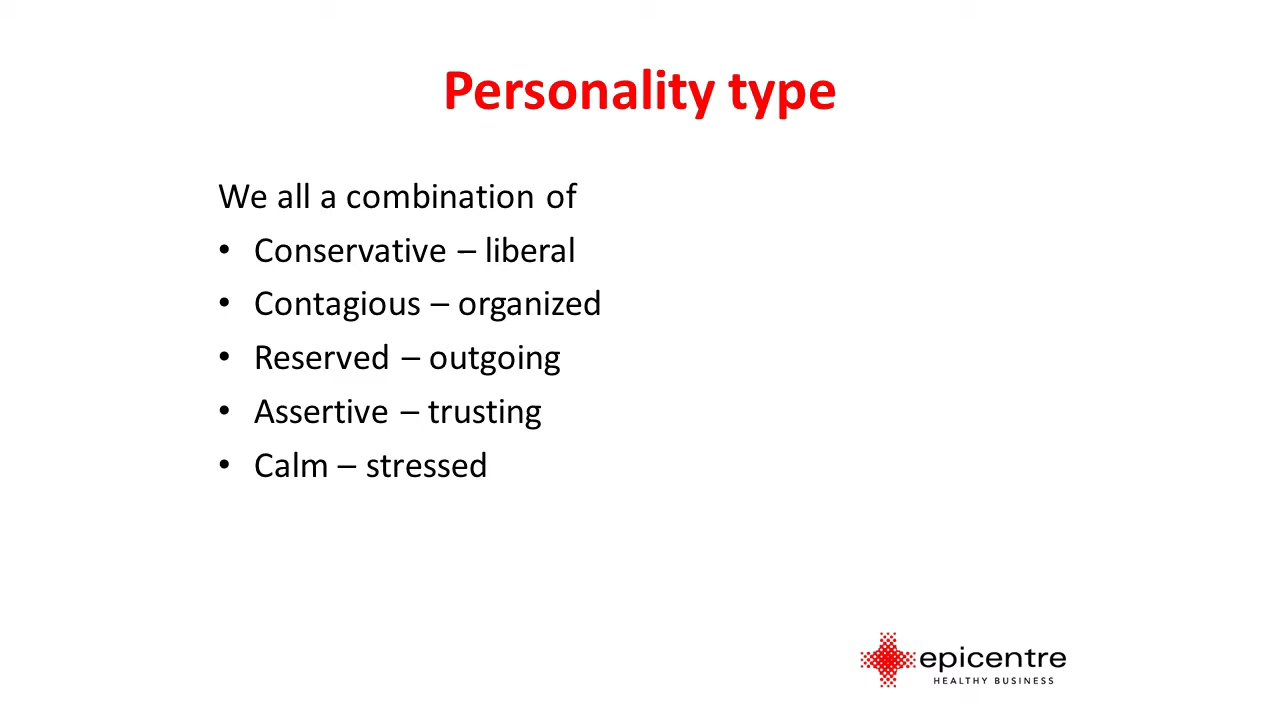 Personality type
We all a combination of
• Conservative – liberal
• Contagious – organized
• Reserved – outgoing
• Assertive – trusting
• Calm – stressed
epicentre
HEALTHY BUSINESS